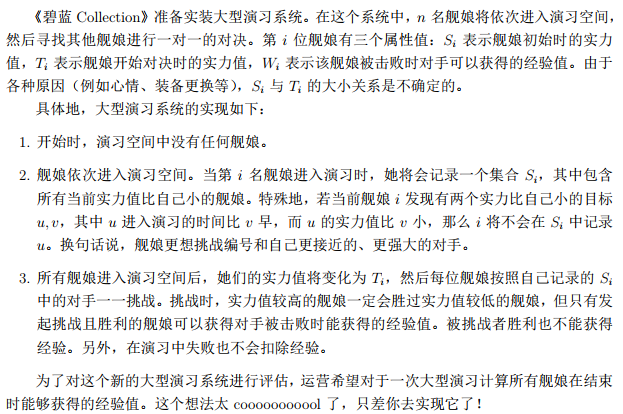 《碧蓝 Collection》准备实装大型演习系统。在这个系统中，n 名舰娘将依次进入演习空间，
然后寻找其他舰娘进行一对一的对决。第 i 位舰娘有三个属性值：Si 表示舰娘初始时的实力
值，Ti 表示舰娘开始对决时的实力值，Wi 表示该舰娘被击败时对手可以获得的经验值。由于
各种原因（例如心情、装备更换等），Si 与 Ti 的大小关系是不确定的。
具体地，大型演习系统的实现如下：
1. 开始时，演习空间中没有任何舰娘。
2. 舰娘依次进入演习空间。当第 i 名舰娘进入演习时，她将会记录一个集合 Si，其中包含
所有当前实力值比自己小的舰娘。特殊地，若当前舰娘 i 发现有两个实力比自己小的目标
u, v，其中 u 进入演习的时间比 v 早，而 u 的实力值比 v 小，那么 i 将不会在 Si 中记录
u。换句话说，舰娘更想挑战编号和自己更接近的、更强大的对手。
3. 所有舰娘进入演习空间后，她们的实力值将变化为 Ti，然后每位舰娘按照自己记录的 Si
中的对手一一挑战。挑战时，实力值较高的舰娘一定会胜过实力值较低的舰娘，但只有发
起挑战且胜利的舰娘可以获得对手被击败时能获得的经验值。被挑战者胜利也不能获得
经验。另外，在演习中失败也不会扣除经验。
为了对这个新的大型演习系统进行评估，运营希望对于一次大型演习计算所有舰娘在结束
时能够获得的经验值。这个想法太 cooooooooool 了，只差你去实现它了！